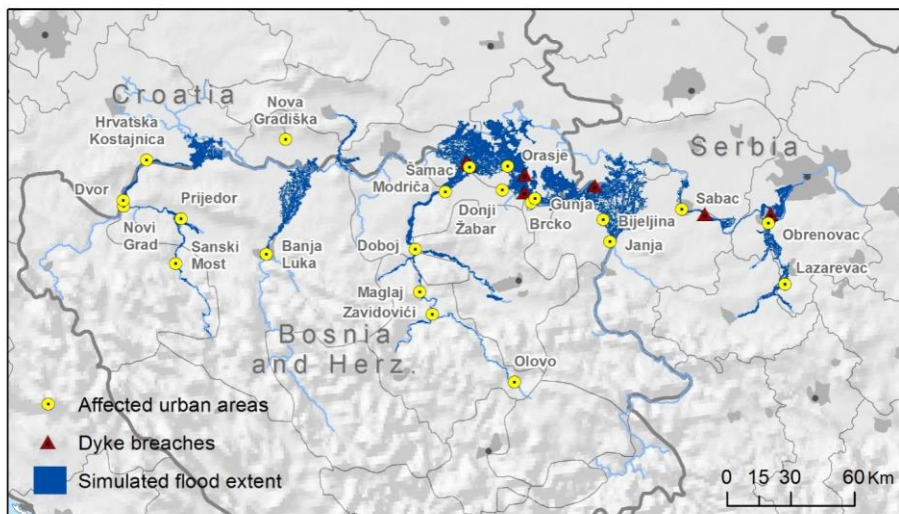 Croatia
Nova
Gradiška
Hrvatska
Kostajnica
Serbia
Orasje
Šamac
Modriča
Dvor
Prijedor
Sabac
Gunja
Donji
Žabar
Brcko
Bijeljina
Novi
Grad
Obrenovac
Sanski
Most
Banja
Luka
Doboj
Janja
Lazarevac
Maglaj
Zavidovići
Bosnia
and Herz.
Olovo
Affected urban areas
Dyke breaches
Simulated flood extent
0 15 30 60 Km